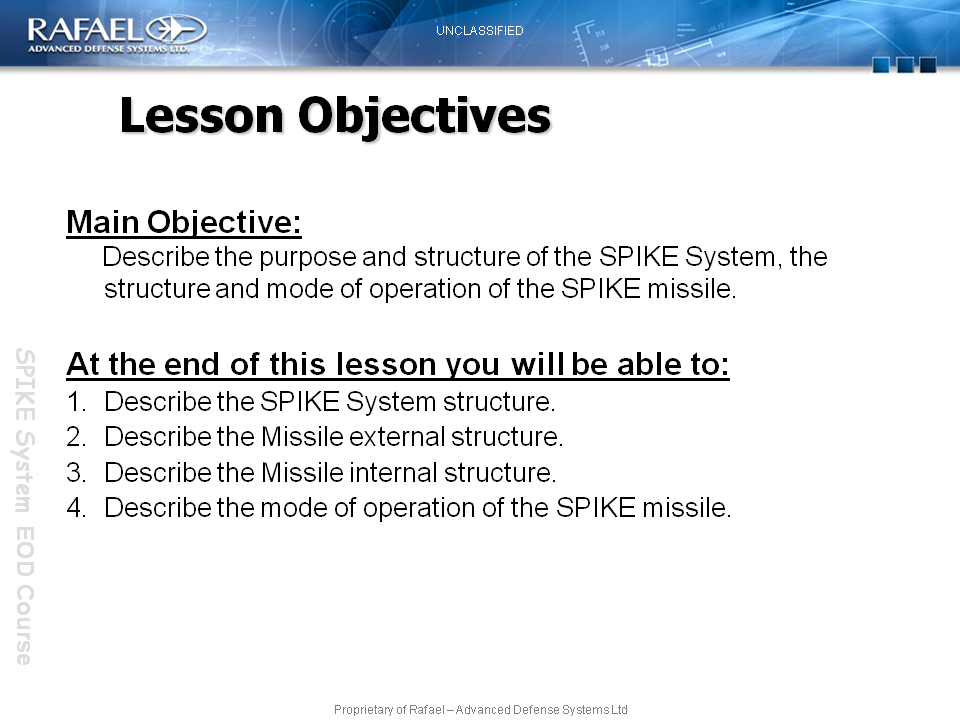 RAFAEL
ADVANCED DEFENSE SYSTEMS LTD.
UNCLASSIFIED
Lesson Objectives
Main Objective:
Describe the purpose and structure of the SPIKE System, the
structure and mode of operation of the SPIKE missile.
At the end of this lesson you will be able to:
1. Describe the SPIKE System structure.
2. Describe the Missile external structure.
3. Describe the Missile internal structure.
4. Describe the mode of operation of the SPIKE missile.
SPIKE System EOD Course
Proprietary of Rafael – Advanced Defense Systems Ltd